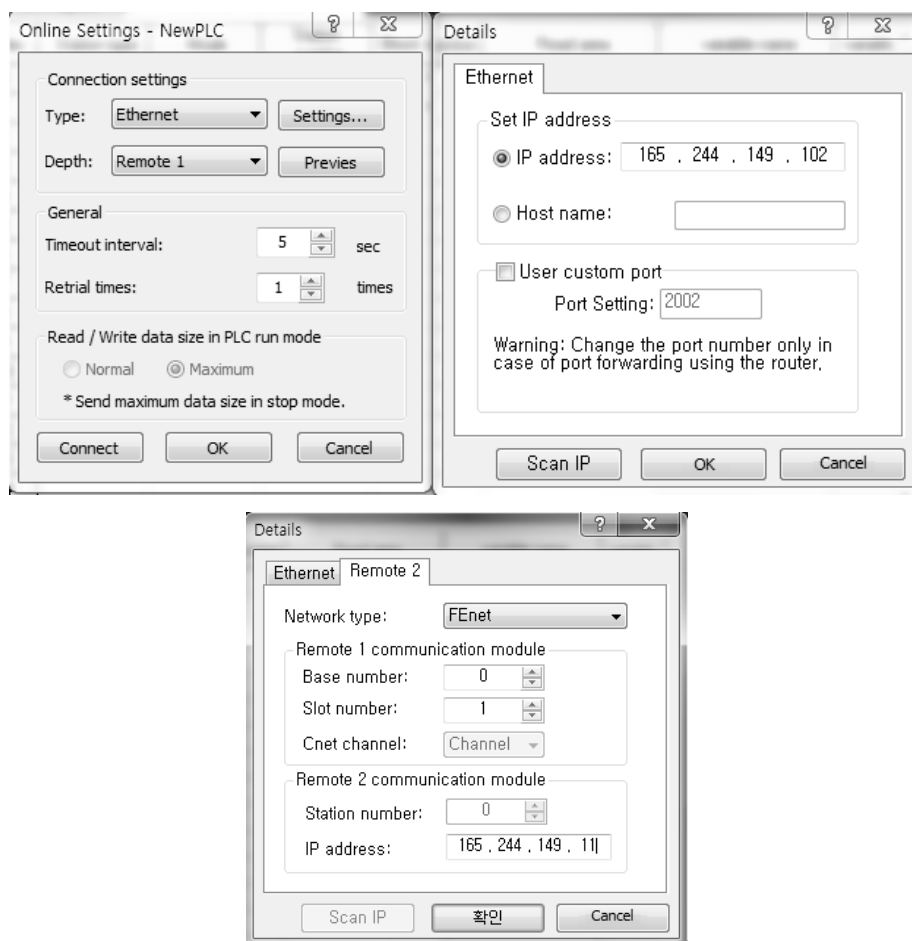 Online Settings - NewPLC
Connection settings
Type: Ethernet Settings...
Depth: Remote 1 Previes
General
Timeout interval: 5 sec
Retrial times: 1 times
Read / Write data size in PLC run mode
Normal Maximum
* Send maximum data size in stop mode.
Connect OK Cancel
Details
Ethernet
Set IP address
IP address: 165 . 244 . 149 . 102
Host name:
User custom port
Port Setting: 2002
Warning: Change the port number only in
case of port forwarding using the router,
Scan IP OK Cancel
Details
Ethernet Remote 2
Network type: FEnet
Remote 1 communication module
Base number: 0
Slot number: 1
Cnet channel: Channel
Remote 2 communication module
Station number: 0
IP address: 165 . 244 . 149 . 11
Scan IP 확인 Cancel